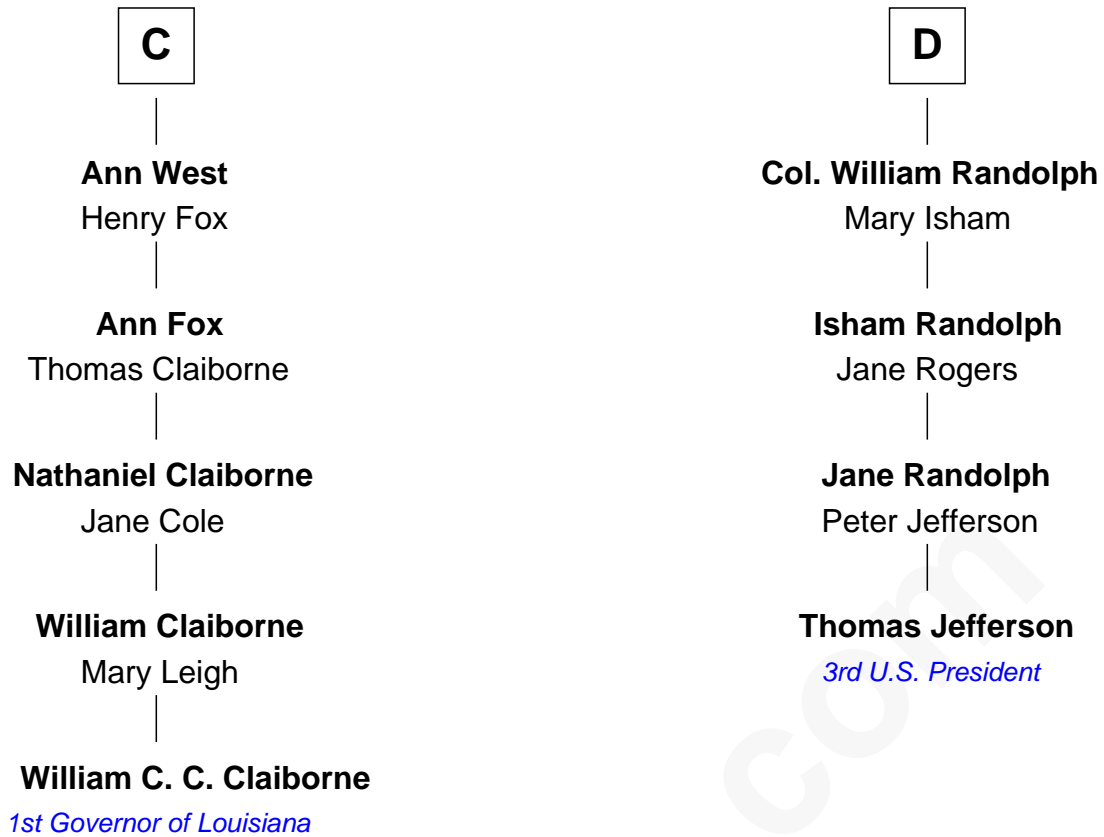 C
Ann West
Henry Fox
Ann Fox
Thomas Claiborne
Nathaniel Claiborne
Jane Cole
William Claiborne
Mary Leigh
William C. C. Claiborne
1st Governor of Louisiana
D
Col. William Randolph
Mary Isham
Isham Randolph
Jane Rogers
Jane Randolph
Peter Jefferson
Thomas Jefferson
3rd U.S. President
com